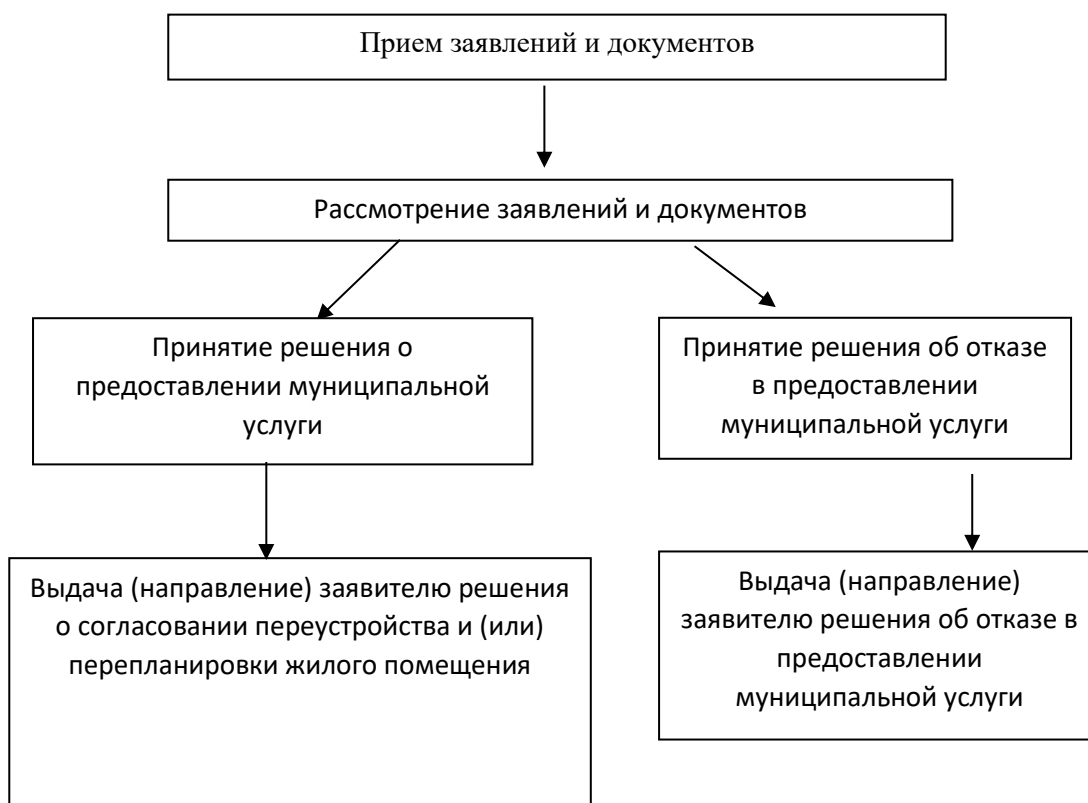 Прием заявлений и документов
Рассмотрение заявлений и документов
Принятие решения о
предоставлении муниципальной
услуги
Принятие решения об отказе
в предоставлении
муниципальной услуги
Выдача (направление) заявителю решения
о согласовании переустройства и (или)
перепланировки жилого помещения
Выдача (направление)
заявителю решения об отказе в
предоставлении
муниципальной услуги